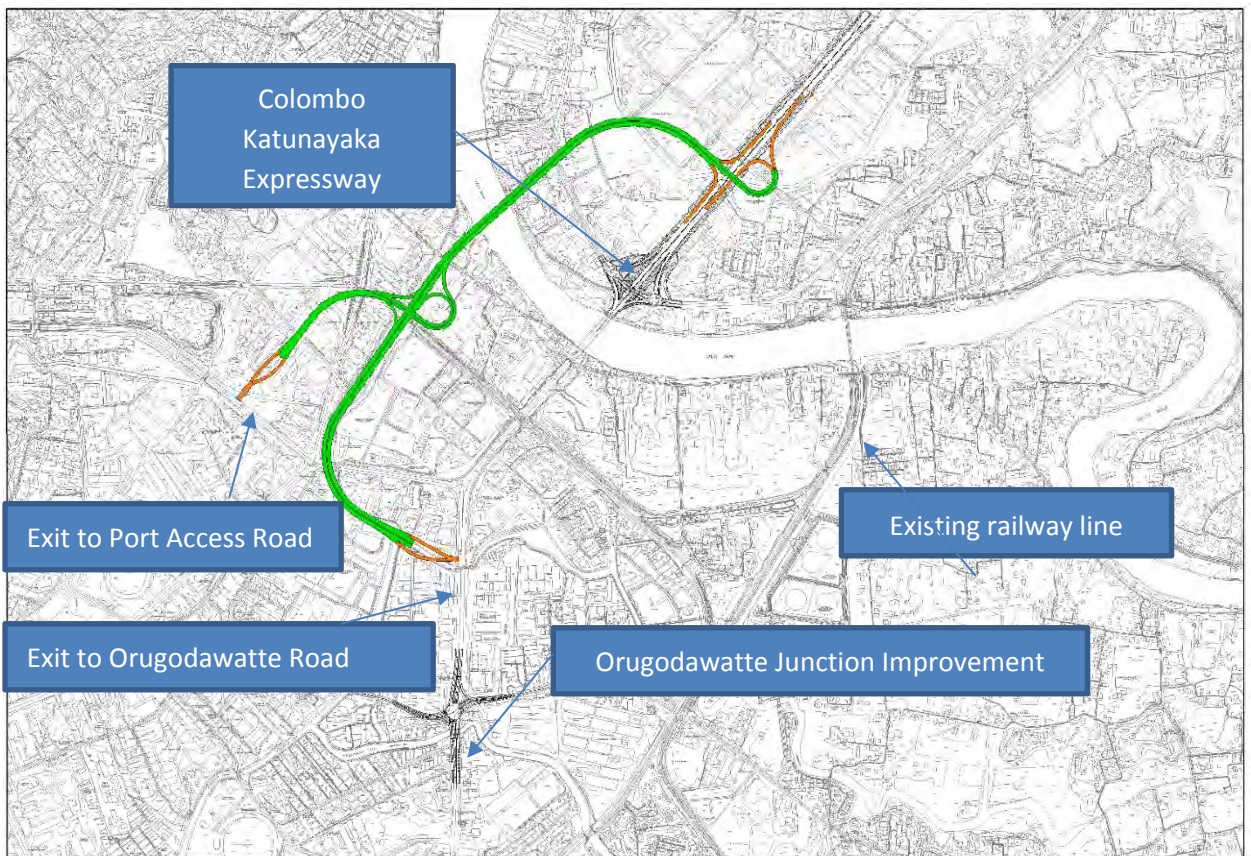 Colombo
Katunayaka
Expressway
Exit to Port Access Road
Existing railway line
Exit to Orugodawatte Road
Orugodawatte Junction Improvement